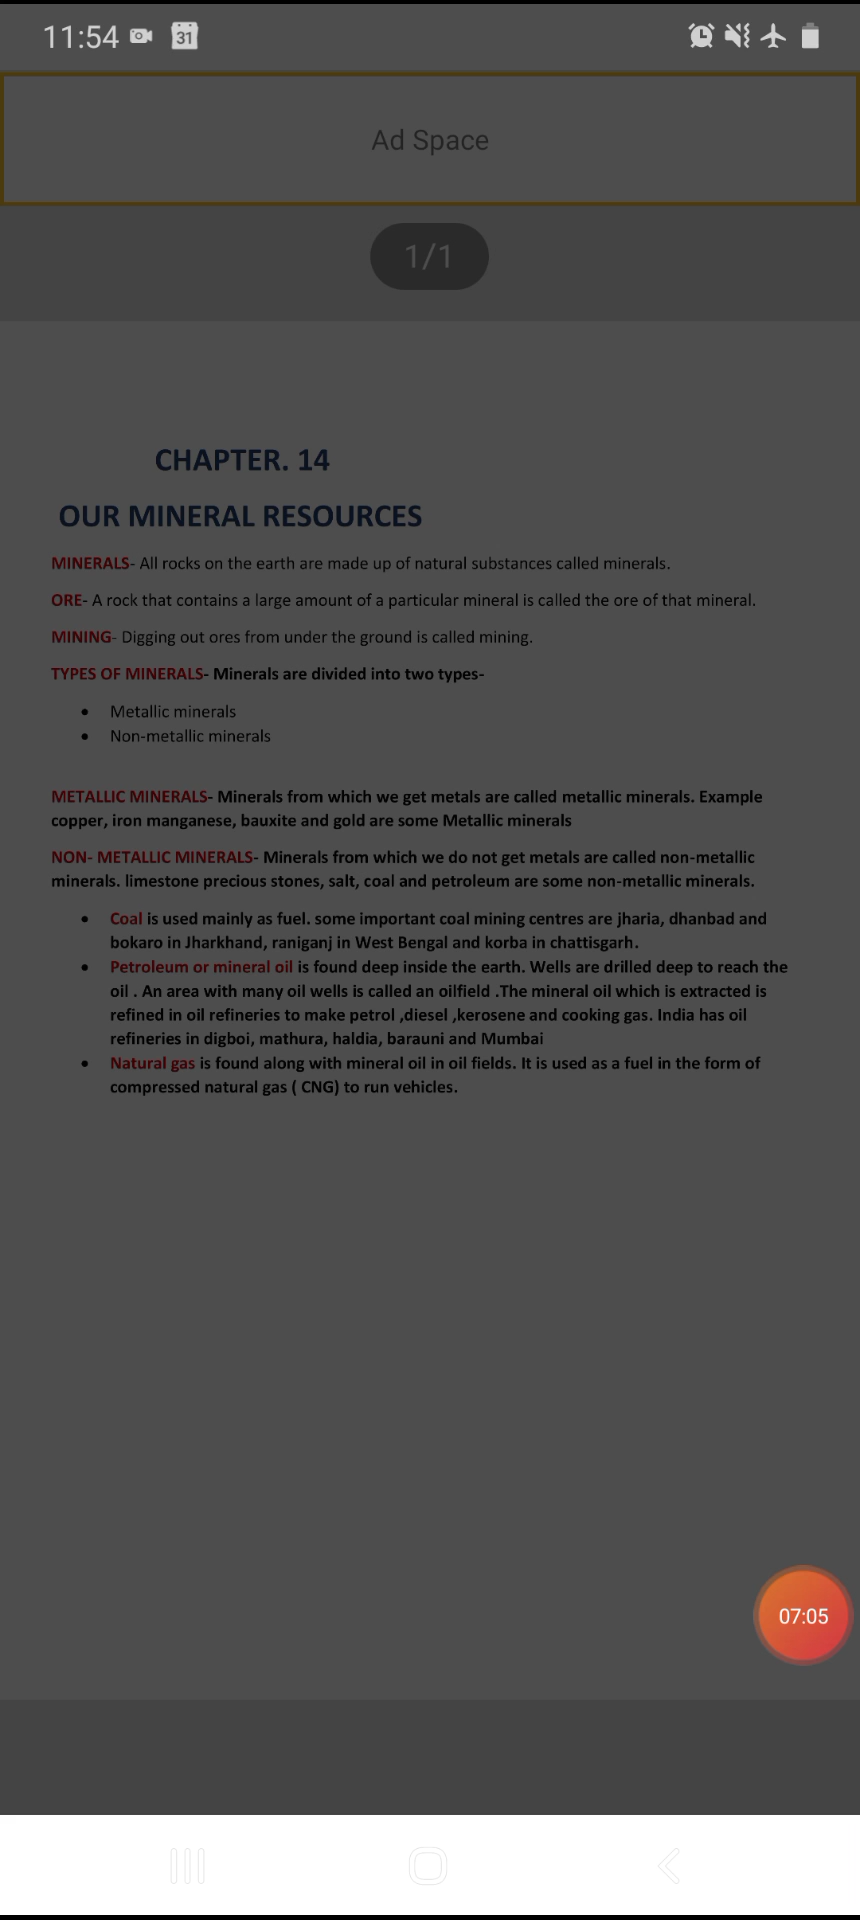 11:54
31
Ad Space
1/1
CHAPTER. 14
OUR MINERAL RESOURCES
MINERALS- All rocks on the earth are made up of natural substances called minerals.
ORE- A rock that contains a large amount of a particular mineral is called the ore of that mineral.
MINING- Digging out ores from under the ground is called mining.
TYPES OF MINERALS- Minerals are divided into two types-
• Metallic minerals
• Non-metallic minerals
METALLIC MINERALS- Minerals from which we get metals are called metallic minerals. Example
copper, iron manganese, bauxite and gold are some Metallic minerals
NON- METALLIC MINERALS- Minerals from which we do not get metals are called non-metallic
minerals. limestone precious stones, salt, coal and petroleum are some non-metallic minerals.
• Coal is used mainly as fuel. some important coal mining centres are jharia, dhanbad and
bokaro in Jharkhand, raniganj in West Bengal and korba in chattisgarh.
• Petroleum or mineral oil is found deep inside the earth. Wells are drilled deep to reach the
oil . An area with many oil wells is called an oilfield .The mineral oil which is extracted is
refined in oil refineries to make petrol ,diesel ,kerosene and cooking gas. India has oil
refineries in digboi, mathura, haldia, barauni and Mumbai
• Natural gas is found along with mineral oil in oil fields. It is used as a fuel in the form of
compressed natural gas ( CNG) to run vehicles.
07:05